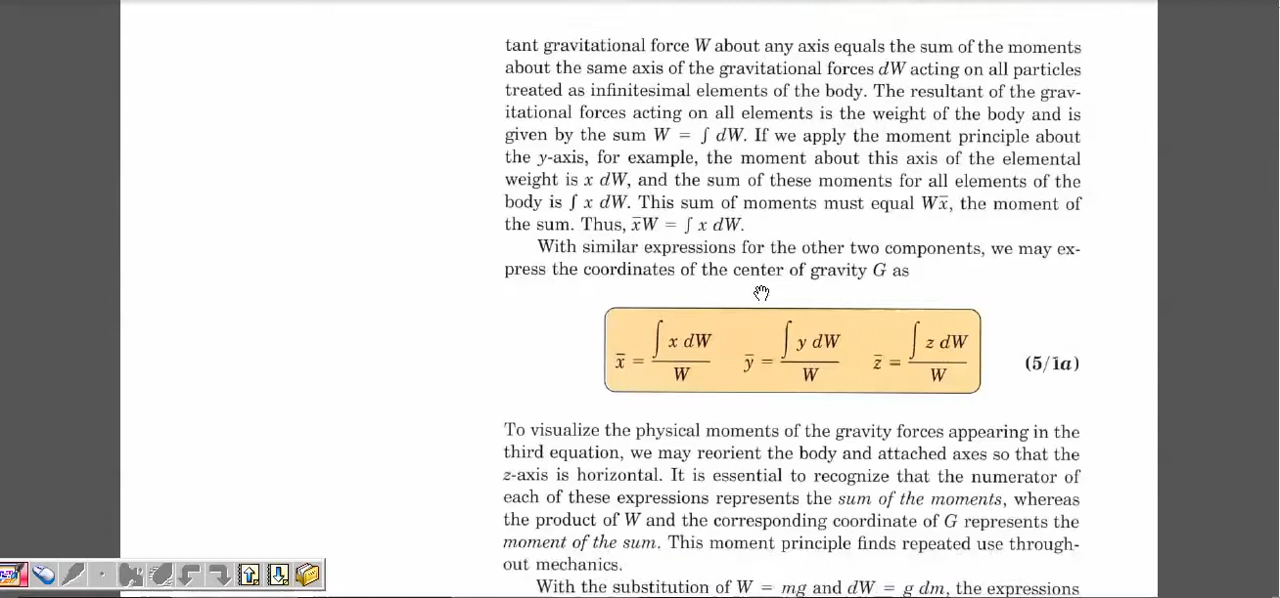 tant gravitational force W about any axis equals the sum of the moments
about the same axis of the gravitational forces dW acting on all particles
treated as infinitesimal elements of the body. The resultant of the grav-
itational forces acting on all elements is the weight of the body and is
given by the sum W = ∫ dW. If we apply the moment principle about
the y-axis, for example, the moment about this axis of the elemental
weight is x dW, and the sum of these moments for all elements of the
body is ∫ x dW. This sum of moments must equal Wx̄, the moment of
the sum. Thus, x̄W = ∫ x dW.
With similar expressions for the other two components, we may ex-
press the coordinates of the center of gravity G as
x̄ = ∫ x dW / W ȳ = ∫ y dW / W z̄ = ∫ z dW / W (5/1a)
To visualize the physical moments of the gravity forces appearing in the
third equation, we may reorient the body and attached axes so that the
z-axis is horizontal. It is essential to recognize that the numerator of
each of these expressions represents the sum of the moments, whereas
the product of W and the corresponding coordinate of G represents the
moment of the sum. This moment principle finds repeated use through-
out mechanics.
With the substitution of W = mg and dW = g dm, the expressions